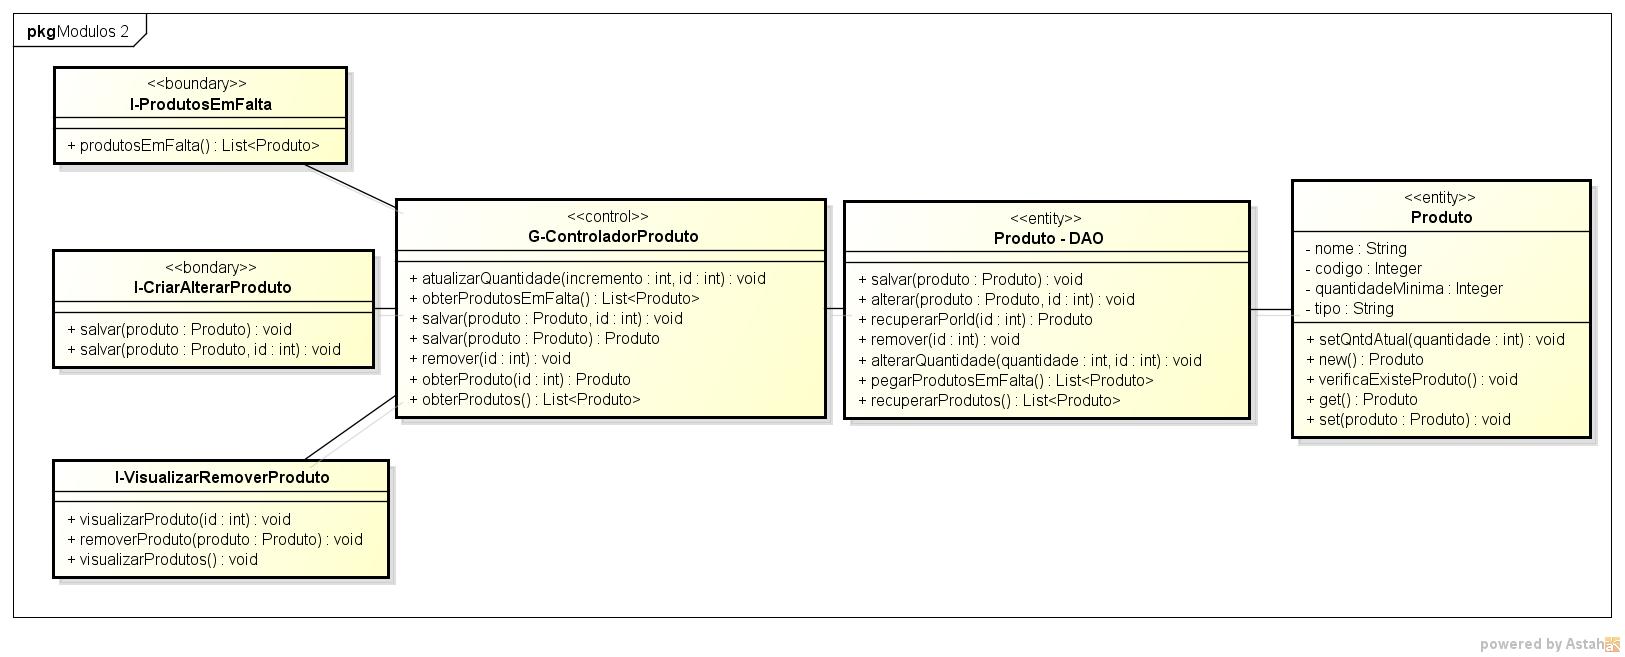 pkgModulos 2
<<boundary>>
I-ProdutosEmFalta
+ produtosEmFalta() : List<Produto>
<<bondary>>
I-CriarAlterarProduto
+ salvar(produto : Produto) : void
+ salvar(produto : Produto, id : int) : void
I-VisualizarRemoverProduto
+ visualizarProduto(id : int) : void
+ removerProduto(produto : Produto) : void
+ visualizarProdutos() : void
<<control>>
G-ControladorProduto
+ atualizarQuantidade(incremento : int, id : int) : void
+ obterProdutosEmFalta() : List<Produto>
+ salvar(produto : Produto, id : int) : void
+ salvar(produto : Produto) : Produto
+ remover(id : int) : void
+ obterProduto(id : int) : Produto
+ obterProdutos() : List<Produto>
<<entity>>
Produto - DAO
+ salvar(produto : Produto) : void
+ alterar(produto : Produto, id : int) : void
+ recuperarPorId(id : int) : Produto
+ remover(id : int) : void
+ alterarQuantidade(quantidade : int, id : int) : void
+ pegarProdutosEmFalta() : List<Produto>
+ recuperarProdutos() : List<Produto>
<<entity>>
Produto
- nome : String
- codigo : Integer
- quantidadeMinima : Integer
- tipo : String
+ setQntdAtual(quantidade : int) : void
+ new() : Produto
+ verificaExisteProduto() : void
+ get() : Produto
+ set(produto : Produto) : void
powered by Astah